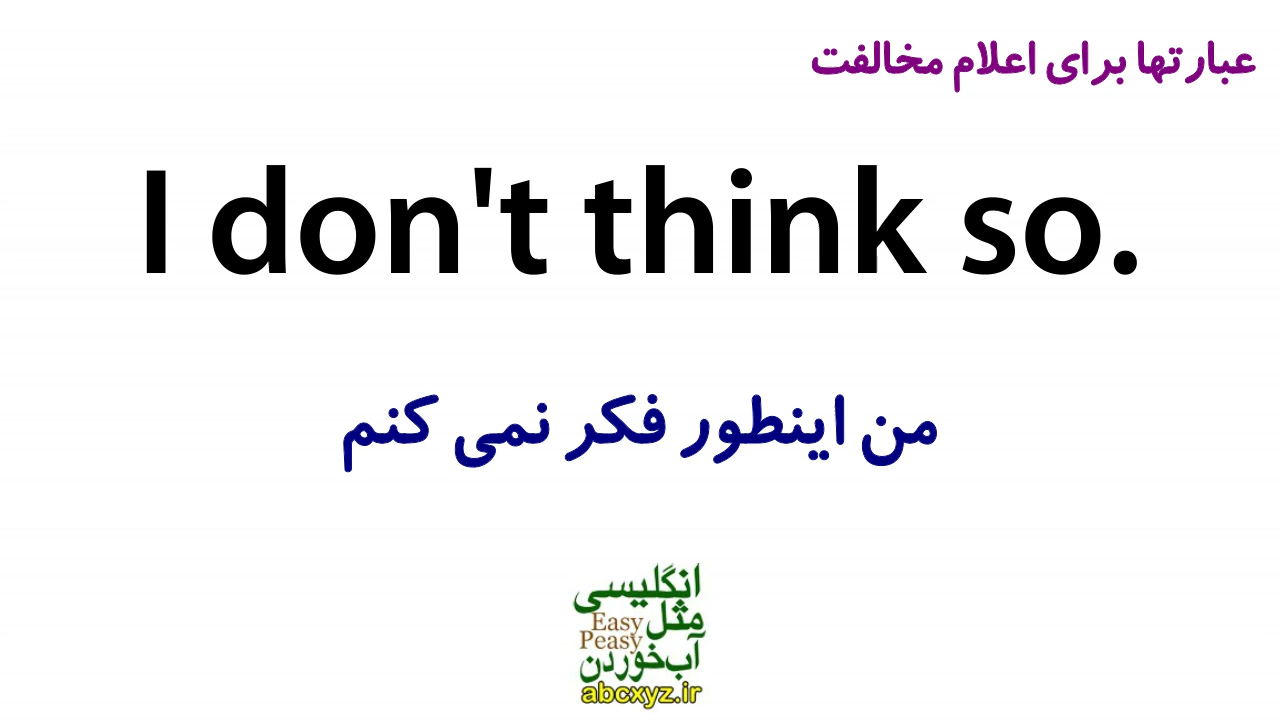 عبارتها برای اعلام مخالفت
I don't think so.
من اینطور فکر نمی کنم
انگلیسی
مثل
Easy
Peasy
آب‌خوردن
abcxyz.ir